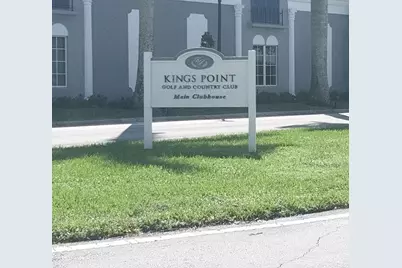 KINGS POINT
GOLF AND COUNTRY CLUB
Main Clubhouse